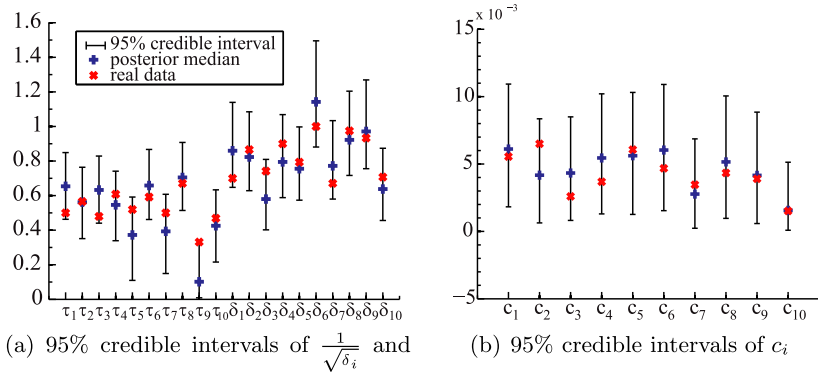 1.6
1.4
1.2
1
0.8
0.6
0.4
0.2
0
95% credible interval
posterior median
real data
τ1 τ2 τ3 τ4 τ5 τ6 τ7 τ8 τ9 τ10 δ1 δ2 δ3 δ4 δ5 δ6 δ7 δ8 δ9 δ10
(a) 95% credible intervals of 1/√δi and
x 10⁻³
15
10
5
0
−5
c1 c2 c3 c4 c5 c6 c7 c8 c9 c10
(b) 95% credible intervals of ci